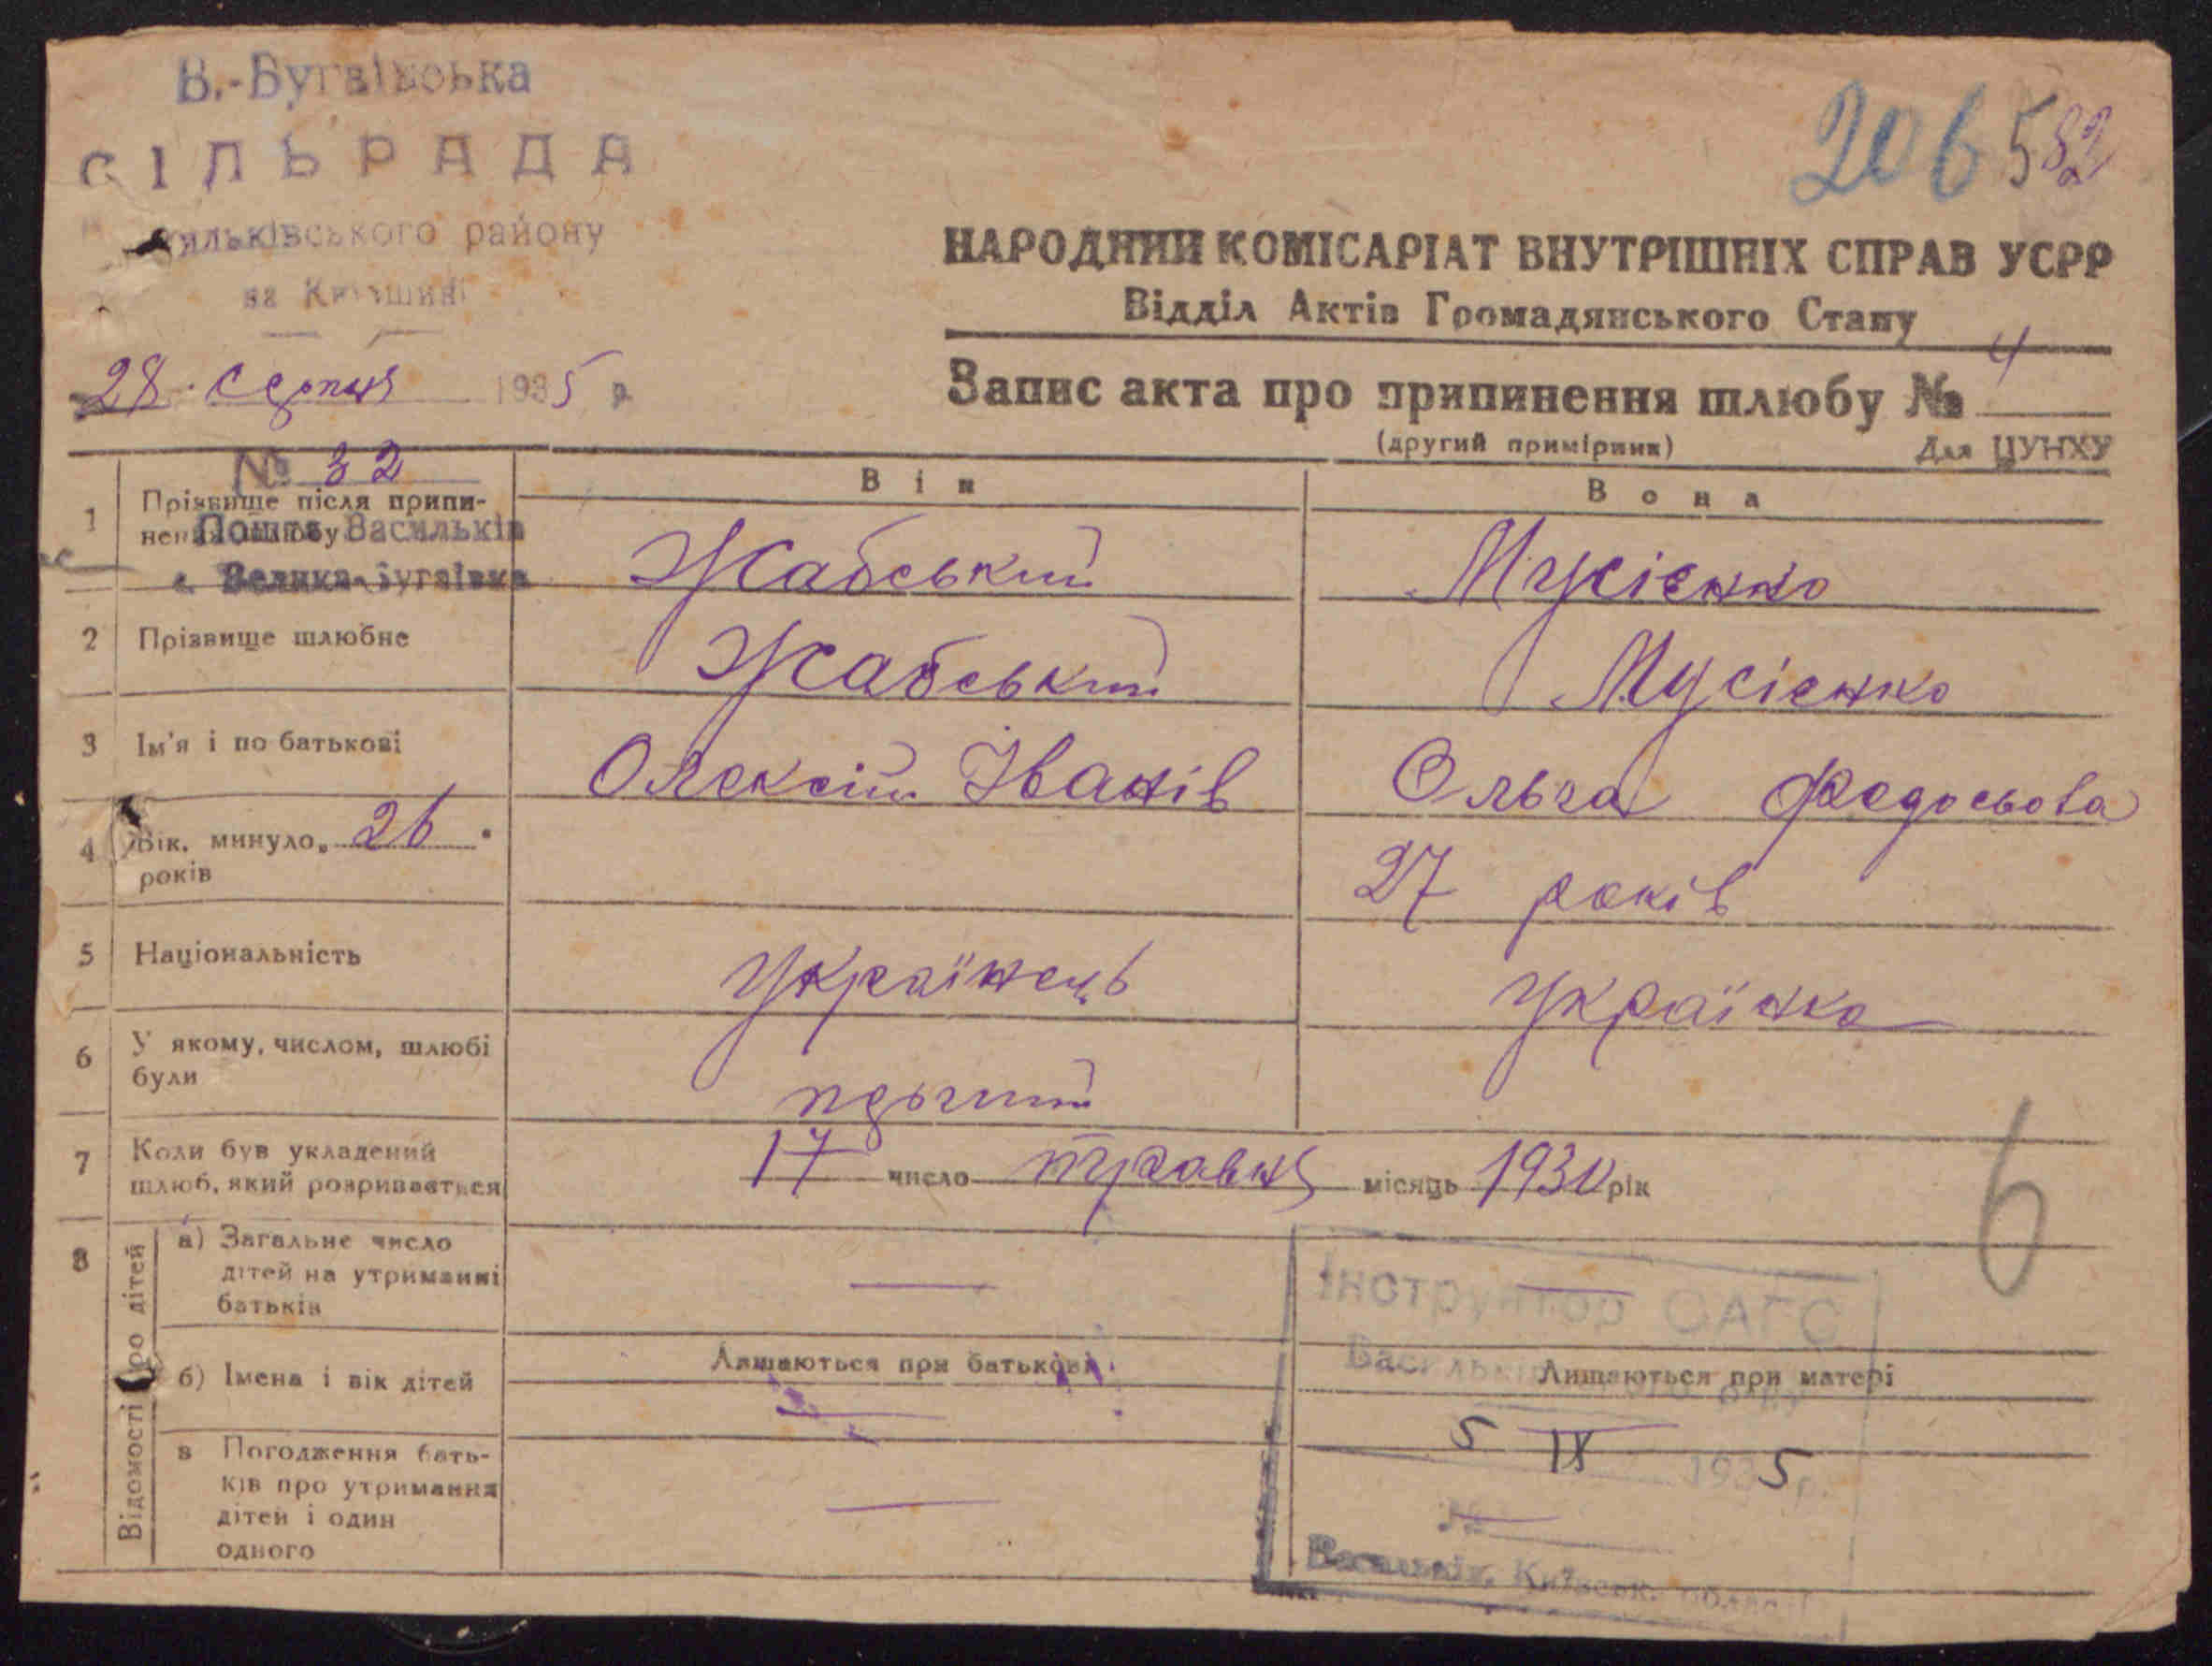 В.-Бугаївська
СІЛЬРАДА
Васильківського району
на Київщині
28. серпня 1935 р
№ 32
Пошта Васильків
с. Велика-Бугаївка
206 582
НАРОДНИЙ КОМІСАРІАТ ВНУТРІШНІХ СПРАВ УСРР
Відділ Актів Громадянського Стану
Запис акта про припинення шлюбу № 4
(другий примірник) Для ЦУНХУ
Він Вона
1 Прізвище після припинення шлюбу Жабський Мусієнко
2 Прізвище шлюбне Жабський Мусієнко
3 Ім'я і по батькові Олексій Іванів Ольга Федосьова
4 Вік, минуло 26 років 27 років
5 Національність Українець Українка
6 У якому, числом, шлюбі були
7 Коли був укладений шлюб, який розривається 17 число травня місяць рік
8 Відомості про дітей
а) Загальне число дітей на утриманні батьків —
б) Імена і вік дітей
Лишаються при батькові Лишаються при матері
в Погодження батьків про утримання дітей і один одного —
Інструктор ОАГС
5 IX 1935 р.
№
Васильків, Київськ. області
6